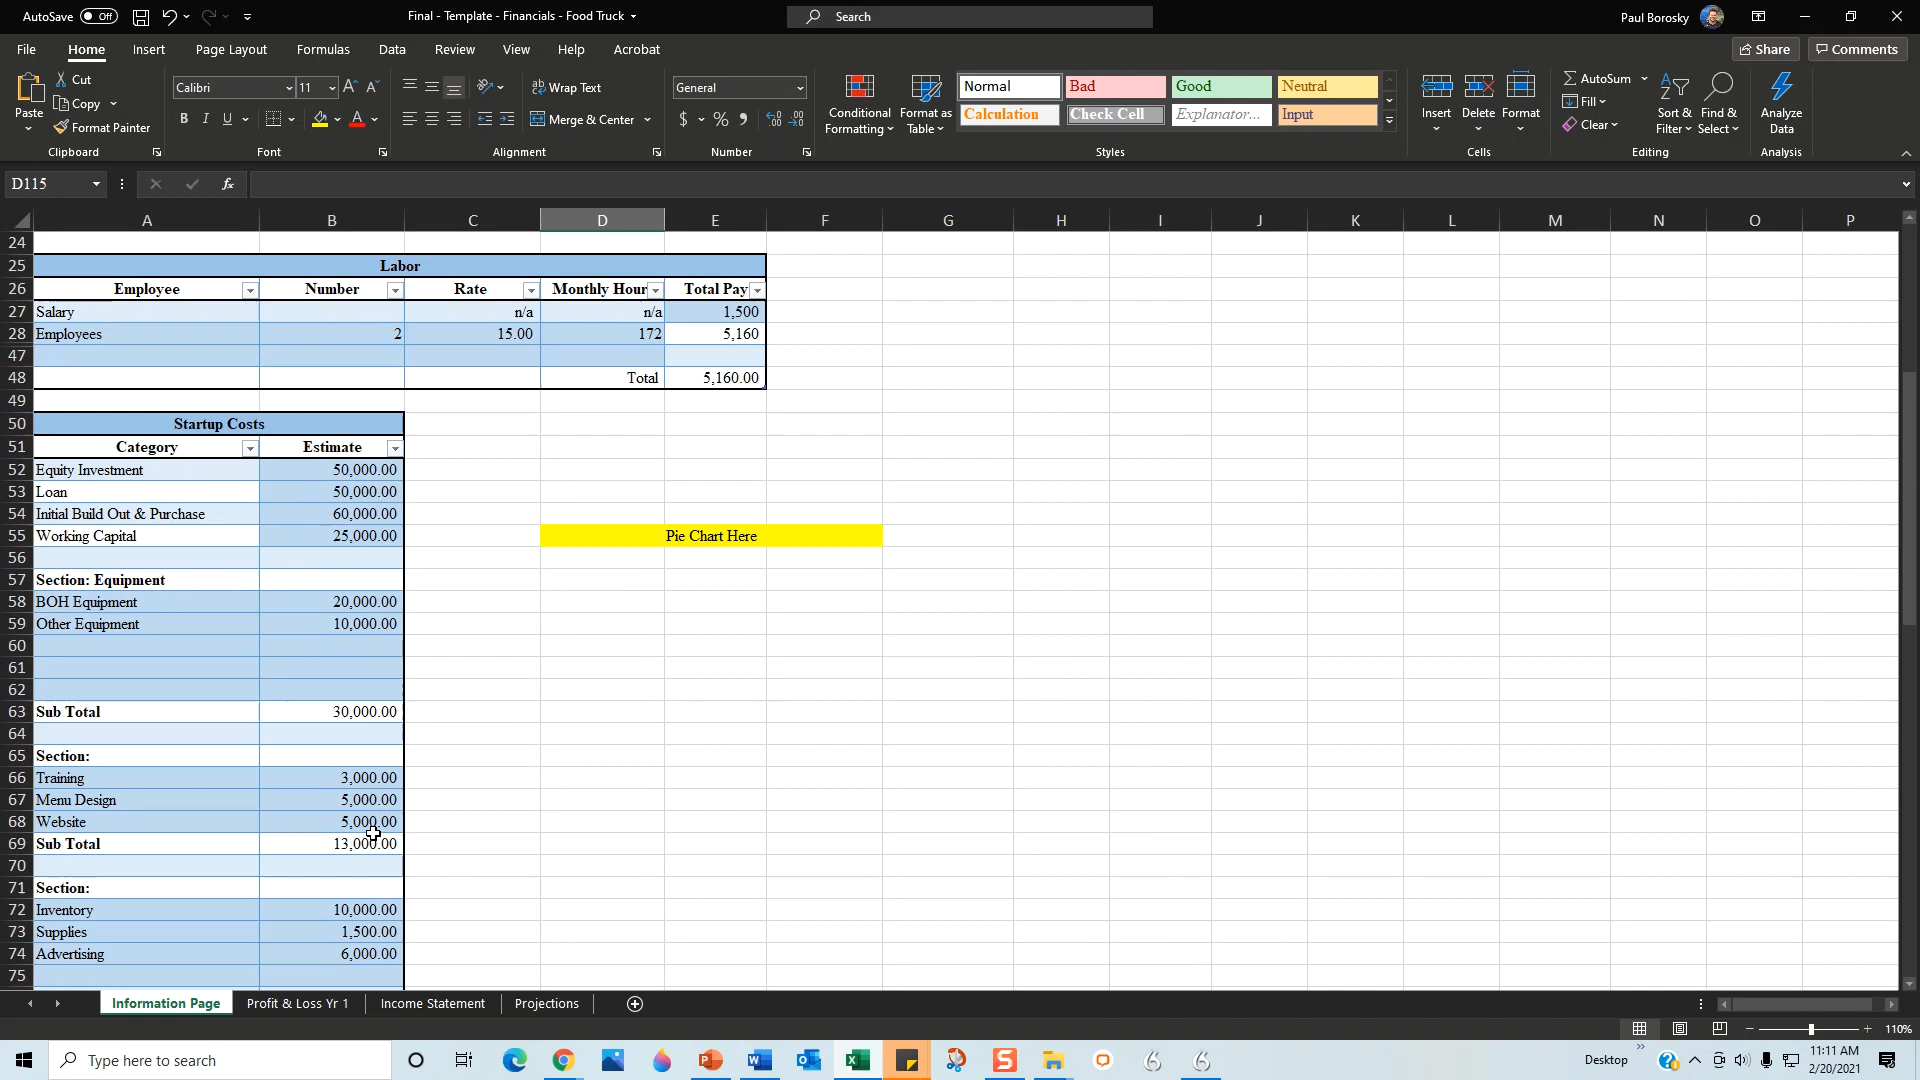 AutoSave Off Final - Template - Financials - Food Truck Search Paul Borosky
File Home Insert Page Layout Formulas Data Review View Help Acrobat Share Comments
Paste Cut Copy Format Painter Clipboard
Calibri 11 A A B I U A Font
Wrap Text Merge & Center Alignment
General $ % Number
Conditional Formatting Format as Table
Normal Bad Good Neutral
Calculation Check Cell Explanator... Input
Styles
Insert Delete Format Cells
AutoSum Fill Clear Sort & Filter Find & Select Editing
Analyze Data Analysis
D115 fx
A B C D E F G H I J K L M N O P
24
25 Labor
26 Employee Number Rate Monthly Hour Total Pay
27 Salary n/a n/a 1,500
28 Employees 2 15.00 172 5,160
47
48 Total 5,160.00
49
50 Startup Costs
51 Category Estimate
52 Equity Investment 50,000.00
53 Loan 50,000.00
54 Initial Build Out & Purchase 60,000.00
55 Working Capital 25,000.00 Pie Chart Here
56
57 Section: Equipment
58 BOH Equipment 20,000.00
59 Other Equipment 10,000.00
60
61
62
63 Sub Total 30,000.00
64
65 Section:
66 Training 3,000.00
67 Menu Design 5,000.00
68 Website 5,000.00
69 Sub Total 13,000.00
70
71 Section:
72 Inventory 10,000.00
73 Supplies 1,500.00
74 Advertising 6,000.00
75
Information Page Profit & Loss Yr 1 Income Statement Projections
110%
Type here to search Desktop 11:11 AM
2/20/2021